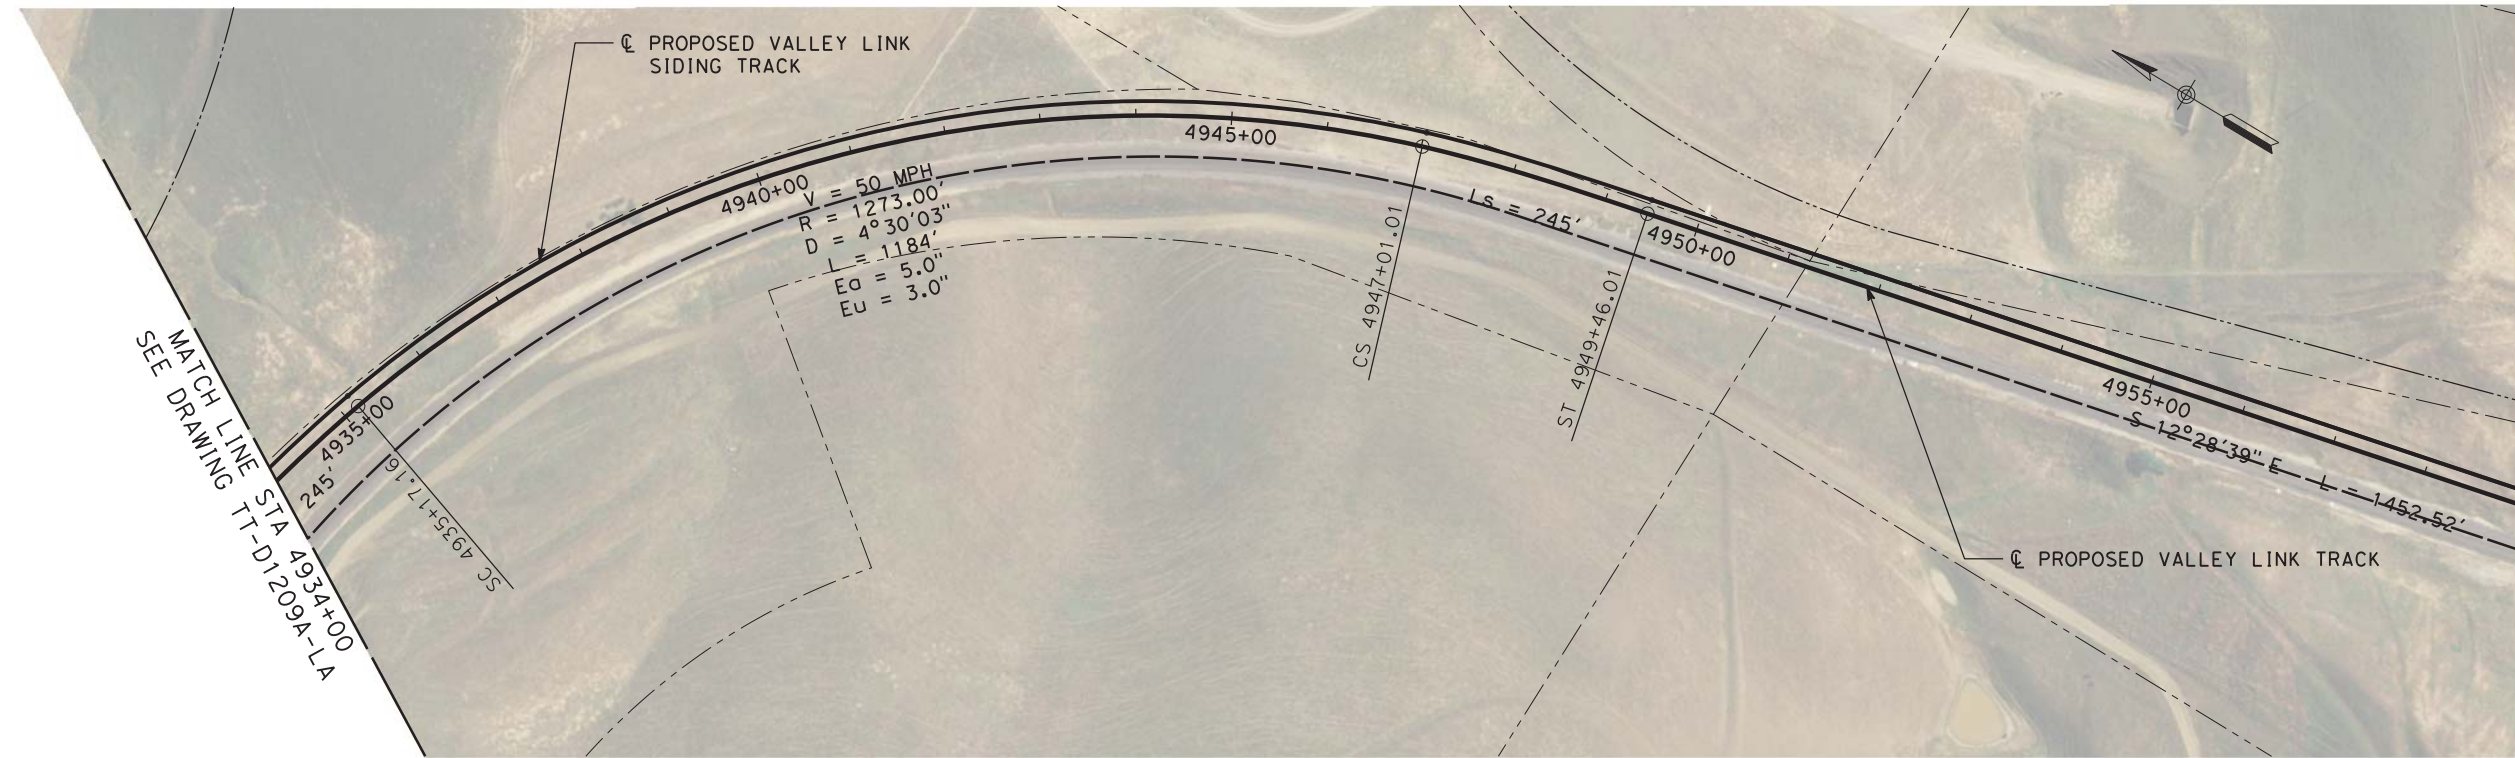 ℄ PROPOSED VALLEY LINK
SIDING TRACK
4945+00
4940+00
V = 50 MPH
R = 1273.00'
D = 4°30'03"
L = 1184'
Ea = 5.0"
Eu = 3.0"
Ls = 245'
4950+00
CS 4947+01.01
ST 4949+46.01
4955+00
S 12°28'39" E L = 1452.52'
℄ PROPOSED VALLEY LINK TRACK
4935+00
245'
SC 4935+17.16
MATCH LINE STA 4934+00
SEE DRAWING TT-D1209A-LA